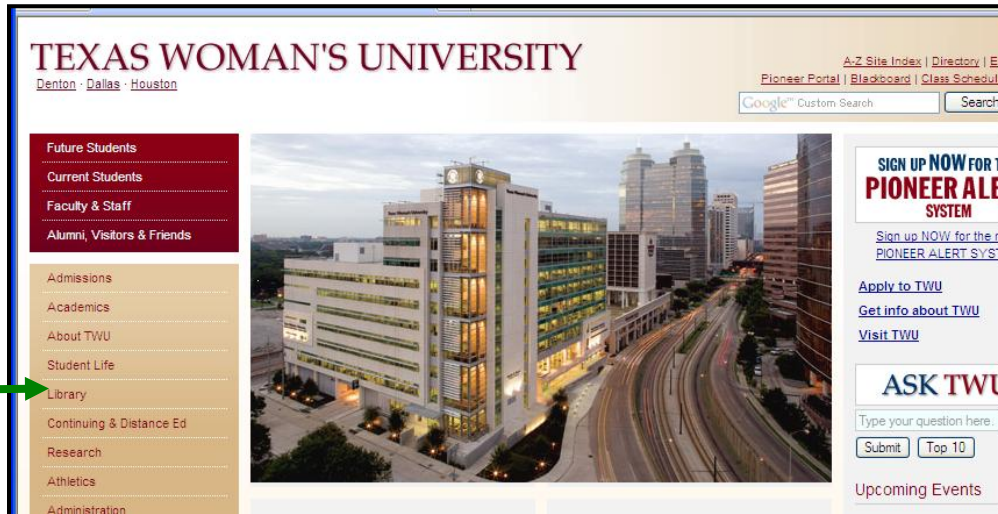 TEXAS WOMAN'S UNIVERSITY
Denton · Dallas · Houston
A-Z Site Index | Directory | E
Pioneer Portal | Blackboard | Class Schedul
Google™ Custom Search
Search
Future Students
Current Students
Faculty & Staff
Alumni, Visitors & Friends
Admissions
Academics
About TWU
Student Life
Library
Continuing & Distance Ed
Research
Athletics
Administration
SIGN UP NOW FOR T
PIONEER ALE
SYSTEM
Sign up NOW for the
PIONEER ALERT SYST
Apply to TWU
Get info about TWU
Visit TWU
ASK TWU
Type your question here.
Submit
Top 10
Upcoming Events